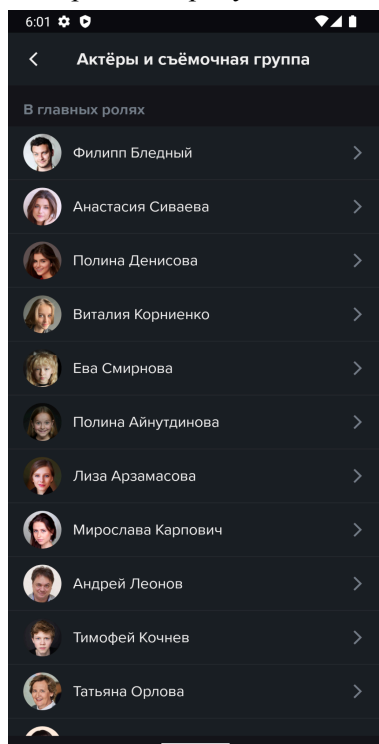 6:01
Актёры и съёмочная группа
В главных ролях
Филипп Бледный
Анастасия Сиваева
Полина Денисова
Виталия Корниенко
Ева Смирнова
Полина Айнутдинова
Лиза Арзамасова
Мирослава Карпович
Андрей Леонов
Тимофей Кочнев
Татьяна Орлова